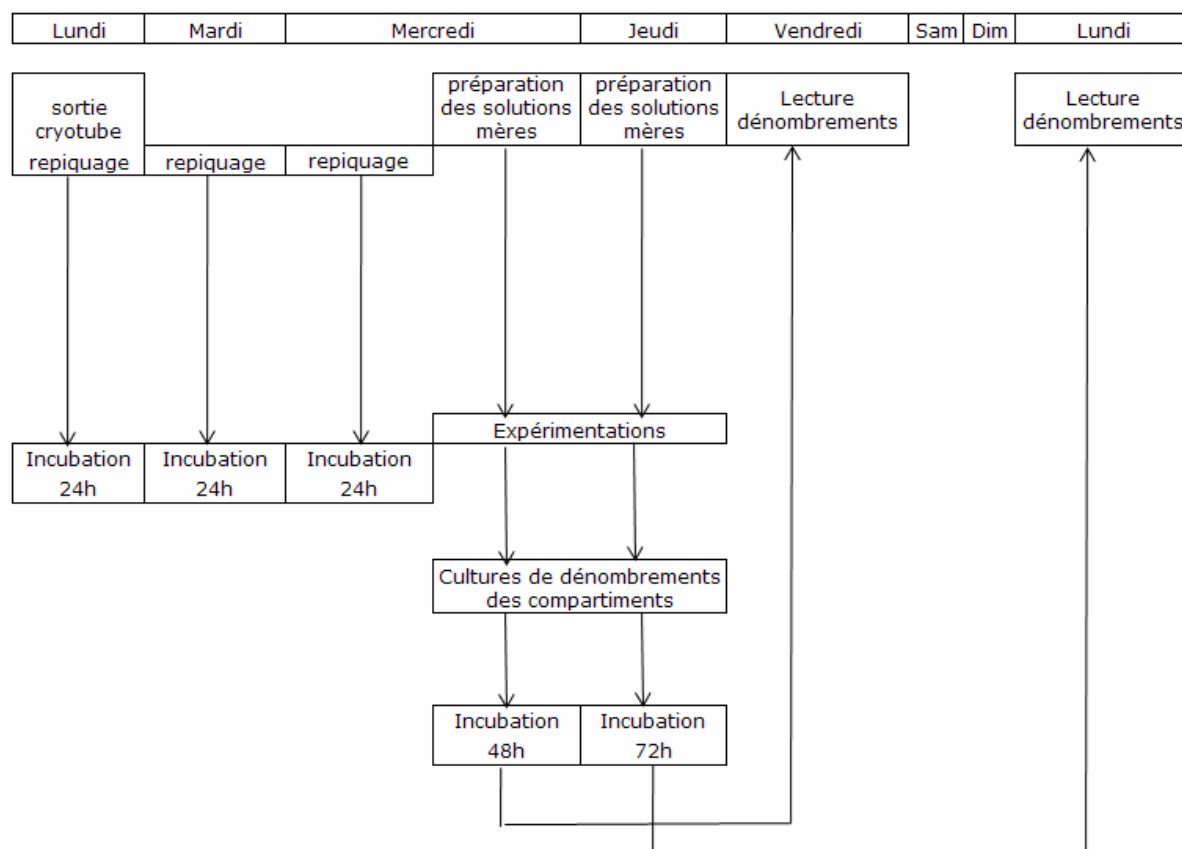 Lundi Mardi Mercredi Jeudi Vendredi Sam Dim Lundi
sortie
cryotube
repiquage
repiquage
repiquage
préparation
des solutions
mères
préparation
des solutions
mères
Lecture
dénombrements
Lecture
dénombrements
Expérimentations
Incubation
24h
Incubation
24h
Incubation
24h
Cultures de dénombrements
des compartiments
Incubation
48h
Incubation
72h